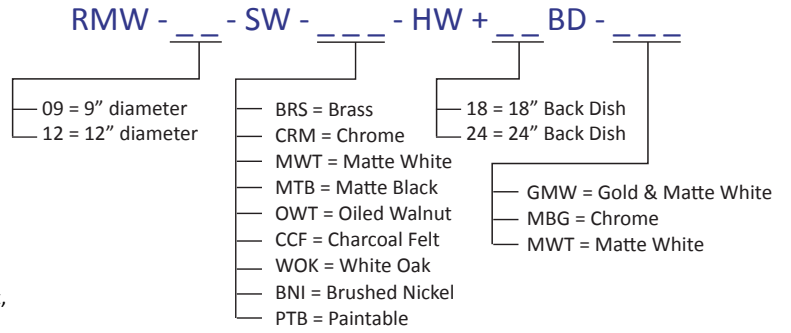 RMW - _ _ - SW - _ _ _ - HW + _ _ BD - _ _ _
09 = 9” diameter
12 = 12” diameter
BRS = Brass
CRM = Chrome
MWT = Matte White
MTB = Matte Black
OWT = Oiled Walnut
CCF = Charcoal Felt
WOK = White Oak
BNI = Brushed Nickel
PTB = Paintable
18 = 18” Back Dish
24 = 24” Back Dish
GMW = Gold & Matte White
MBG = Chrome
MWT = Matte White